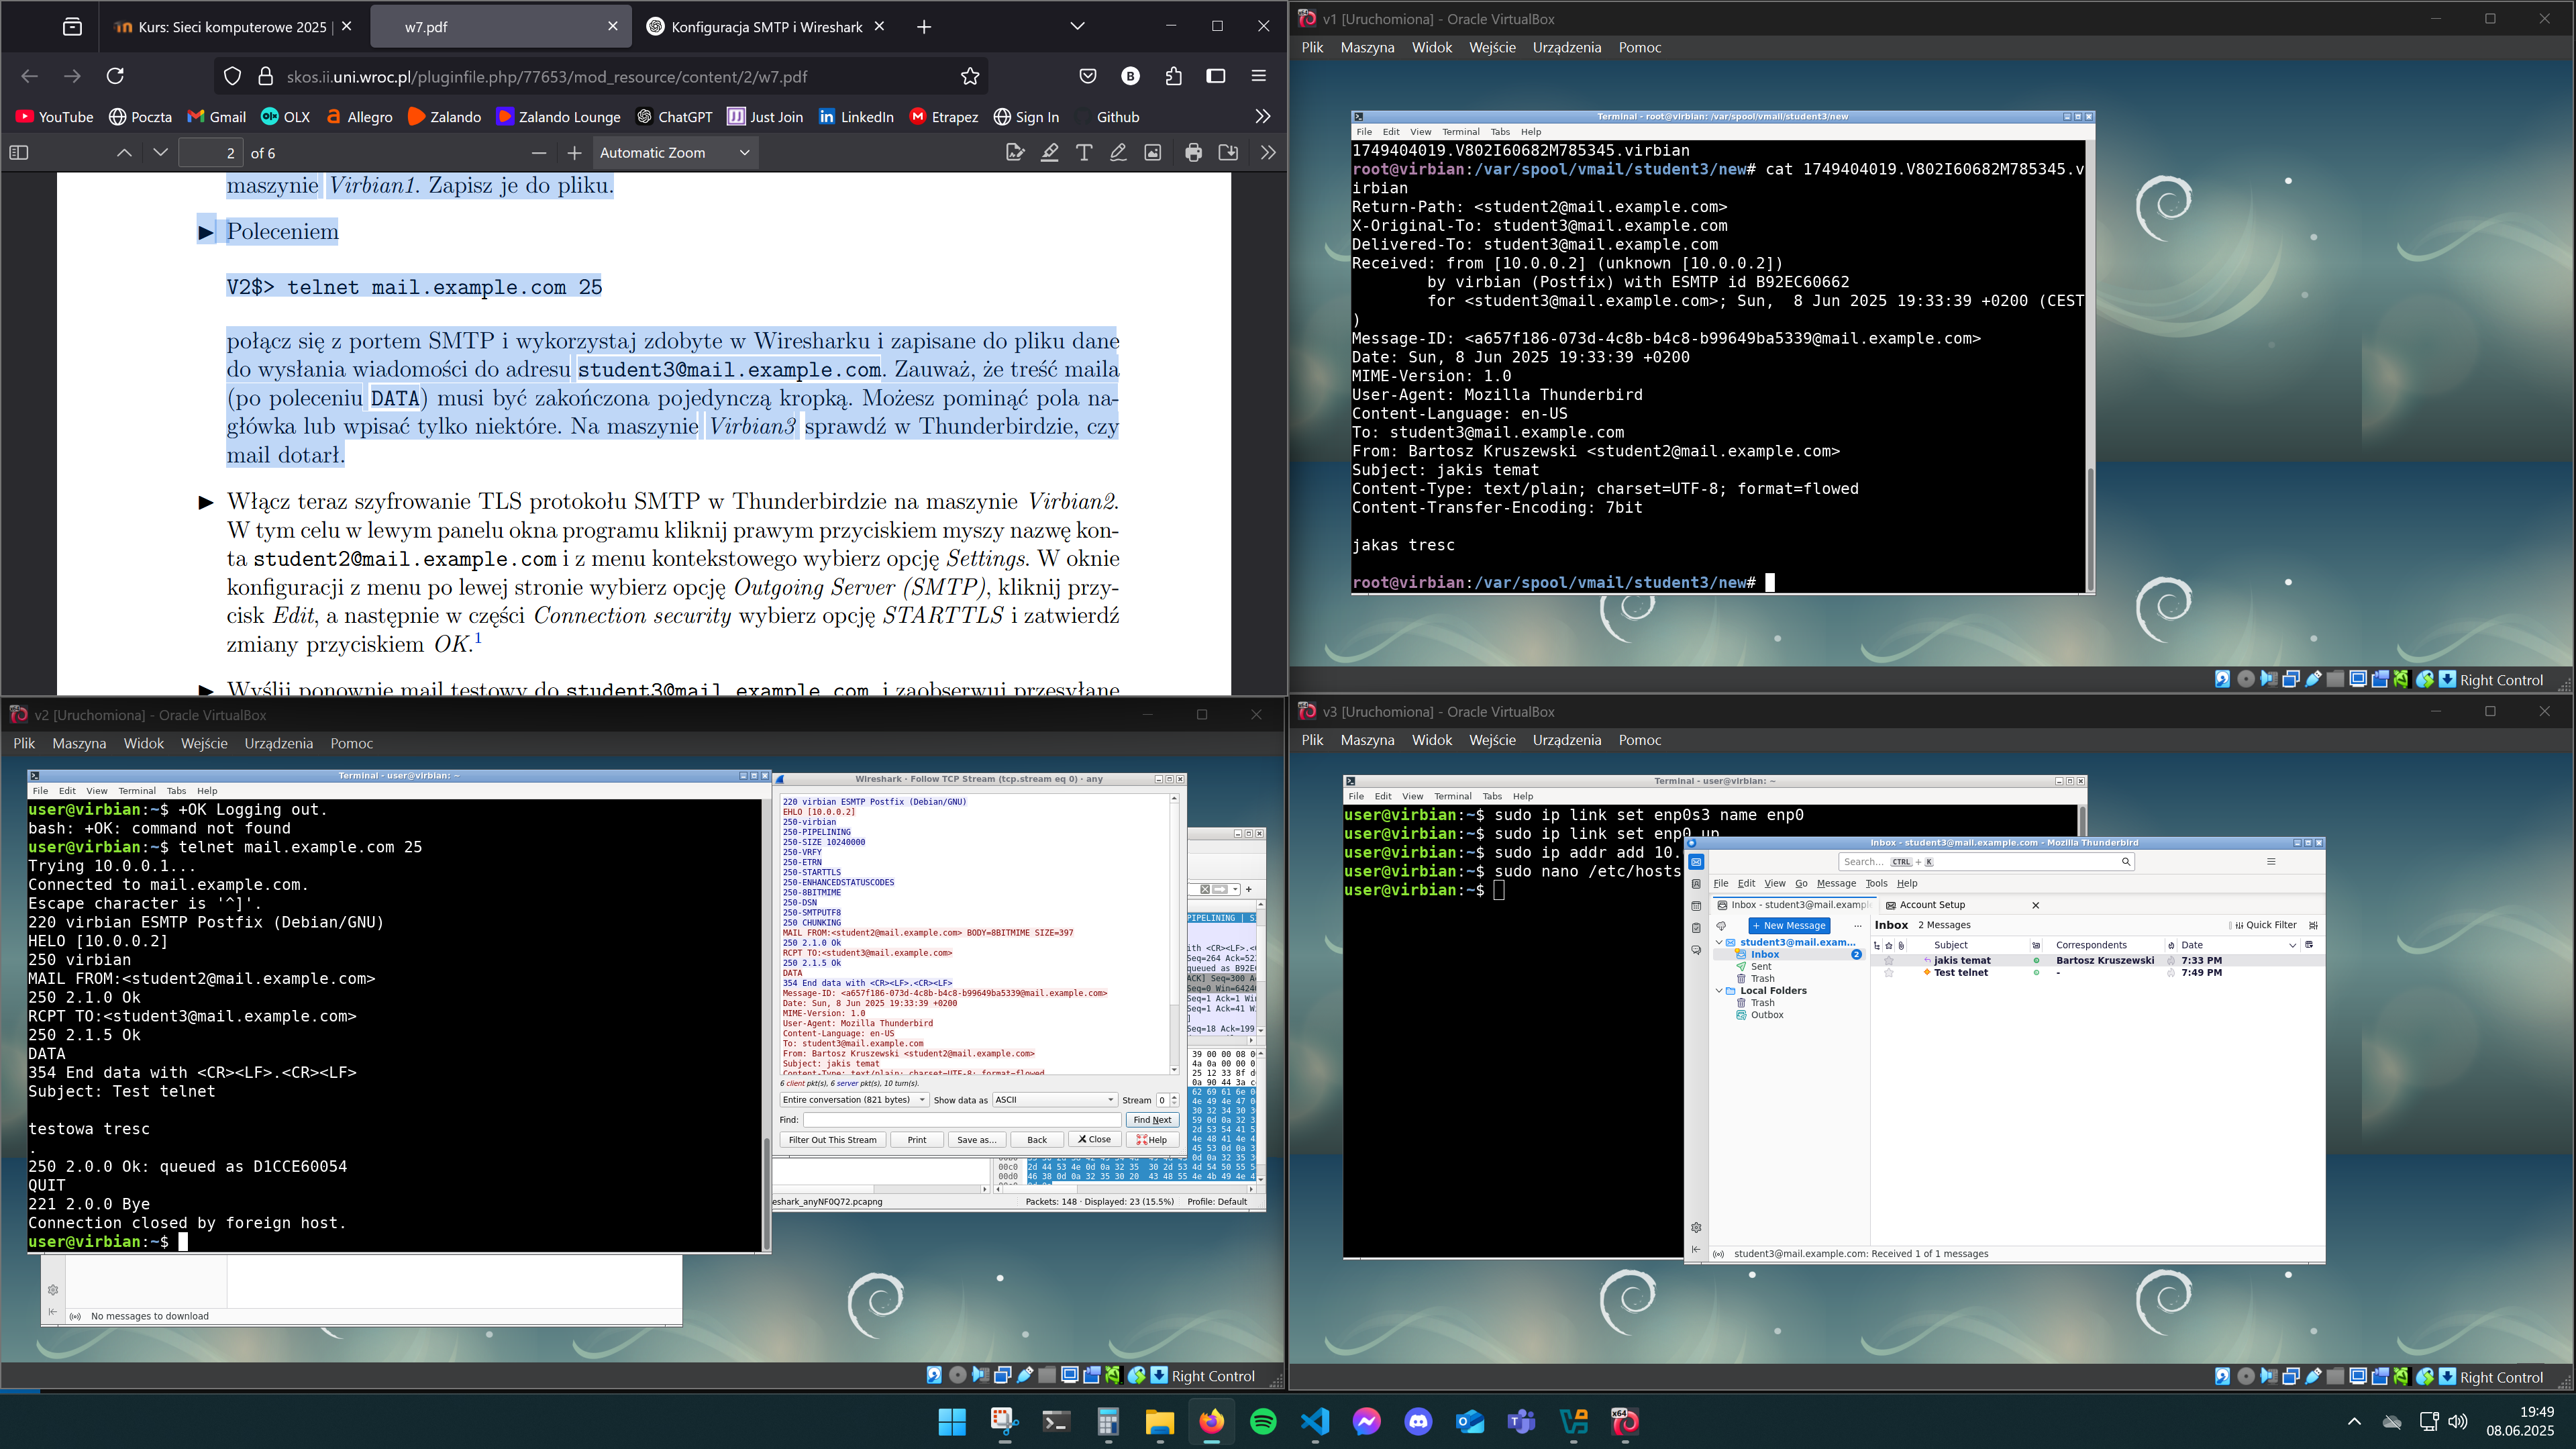 Kurs: Sieci komputerowe 2025 |
w7.pdf
Konfiguracja SMTP i Wireshark
skos.ii.uni.wroc.pl/pluginfile.php/77653/mod_resource/content/2/w7.pdf
YouTube Poczta Gmail OLX Allegro Zalando Zalando Lounge ChatGPT Just Join LinkedIn Etrapez Sign In Github
2 of 6 Automatic Zoom
maszynie Virbian1. Zapisz je do pliku.
► Poleceniem
V2$> telnet mail.example.com 25
połącz się z portem SMTP i wykorzystaj zdobyte w Wiresharku i zapisane do pliku dane
do wysłania wiadomości do adresu student3@mail.example.com. Zauważ, że treść maila
(po poleceniu DATA) musi być zakończona pojedynczą kropką. Możesz pominąć pola na-
główka lub wpisać tylko niektóre. Na maszynie Virbian3 sprawdź w Thunderbirdzie, czy
mail dotarł.
► Włącz teraz szyfrowanie TLS protokołu SMTP w Thunderbirdzie na maszynie Virbian2.
W tym celu w lewym panelu okna programu kliknij prawym przyciskiem myszy nazwę kon-
ta student2@mail.example.com i z menu kontekstowego wybierz opcję Settings. W oknie
konfiguracji z menu po lewej stronie wybierz opcję Outgoing Server (SMTP), kliknij przy-
cisk Edit, a następnie w części Connection security wybierz opcję STARTTLS i zatwierdź
zmiany przyciskiem OK.1
► Wyślij ponownie mail testowy do student3@mail.example.com i zaobserwuj przesyłane
v1 [Uruchomiona] - Oracle VirtualBox
Plik Maszyna Widok Wejście Urządzenia Pomoc
Terminal - root@virbian: /var/spool/vmail/student3/new
File Edit View Terminal Tabs Help
1749404019.V802I60682M785345.virbian
root@virbian:/var/spool/vmail/student3/new# cat 1749404019.V802I60682M785345.v
irbian
Return-Path: <student2@mail.example.com>
X-Original-To: student3@mail.example.com
Delivered-To: student3@mail.example.com
Received: from [10.0.0.2] (unknown [10.0.0.2])
by virbian (Postfix) with ESMTP id B92EC60662
for <student3@mail.example.com>; Sun,  8 Jun 2025 19:33:39 +0200 (CEST
)
Message-ID: <a657f186-073d-4c8b-b4c8-b99649ba5339@mail.example.com>
Date: Sun, 8 Jun 2025 19:33:39 +0200
MIME-Version: 1.0
User-Agent: Mozilla Thunderbird
Content-Language: en-US
To: student3@mail.example.com
From: Bartosz Kruszewski <student2@mail.example.com>
Subject: jakis temat
Content-Type: text/plain; charset=UTF-8; format=flowed
Content-Transfer-Encoding: 7bit
jakas tresc
root@virbian:/var/spool/vmail/student3/new#
Right Control
v2 [Uruchomiona] - Oracle VirtualBox
Plik Maszyna Widok Wejście Urządzenia Pomoc
Terminal - user@virbian: ~
File Edit View Terminal Tabs Help
user@virbian:~$ +OK Logging out.
bash: +OK: command not found
user@virbian:~$ telnet mail.example.com 25
Trying 10.0.0.1...
Connected to mail.example.com.
Escape character is '^]'.
220 virbian ESMTP Postfix (Debian/GNU)
HELO [10.0.0.2]
250 virbian
MAIL FROM:<student2@mail.example.com>
250 2.1.0 Ok
RCPT TO:<student3@mail.example.com>
250 2.1.5 Ok
DATA
354 End data with <CR><LF>.<CR><LF>
Subject: Test telnet
testowa tresc
.
250 2.0.0 Ok: queued as D1CCE60054
QUIT
221 2.0.0 Bye
Connection closed by foreign host.
user@virbian:~$
No messages to download
Wireshark · Follow TCP Stream (tcp.stream eq 0) · any
220 virbian ESMTP Postfix (Debian/GNU)
EHLO [10.0.0.2]
250-virbian
250-PIPELINING
250-SIZE 10240000
250-VRFY
250-ETRN
250-STARTTLS
250-ENHANCEDSTATUSCODES
250-8BITMIME
250-DSN
250-SMTPUTF8
250 CHUNKING
MAIL FROM:<student2@mail.example.com> BODY=8BITMIME SIZE=397
250 2.1.0 Ok
RCPT TO:<student3@mail.example.com>
250 2.1.5 Ok
DATA
354 End data with <CR><LF>.<CR><LF>
Message-ID: <a657f186-073d-4c8b-b4c8-b99649ba5339@mail.example.com>
Date: Sun, 8 Jun 2025 19:33:39 +0200
MIME-Version: 1.0
User-Agent: Mozilla Thunderbird
Content-Language: en-US
To: student3@mail.example.com
From: Bartosz Kruszewski <student2@mail.example.com>
Subject: jakis temat
Content-Type: text/plain; charset=UTF-8; format=flowed
6 client pkt(s), 6 server pkt(s), 10 turn(s).
Entire conversation (821 bytes) Show data as ASCII Stream 0
Find: Find Next
Filter Out This Stream Print Save as... Back Close Help
eshark_anyNF0Q72.pcapng Packets: 148 · Displayed: 23 (15.5%) Profile: Default
Right Control
v3 [Uruchomiona] - Oracle VirtualBox
Plik Maszyna Widok Wejście Urządzenia Pomoc
Terminal - user@virbian: ~
File Edit View Terminal Tabs Help
user@virbian:~$ sudo ip link set enp0s3 name enp0
user@virbian:~$ sudo ip link set enp0 up
user@virbian:~$ sudo ip addr add 10.
user@virbian:~$ sudo nano /etc/hosts
user@virbian:~$
Inbox - student3@mail.example.com - Mozilla Thunderbird
Search... CTRL + K
File Edit View Go Message Tools Help
Inbox - student3@mail.exampl Account Setup
+ New Message
student3@mail.exam...
Inbox 2
Sent
Trash
Local Folders
Trash
Outbox
Inbox 2 Messages Quick Filter
Subject Correspondents Date
jakis temat Bartosz Kruszewski 7:33 PM
Test telnet - 7:49 PM
student3@mail.example.com: Received 1 of 1 messages
Right Control
19:49
08.06.2025